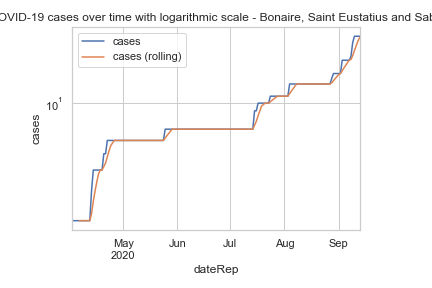 OVID-19 cases over time with logarithmic scale - Bonaire, Saint Eustatius and Sab
cases
cases (rolling)
10¹
cases
May
2020
Jun
Jul
Aug
Sep
dateRep